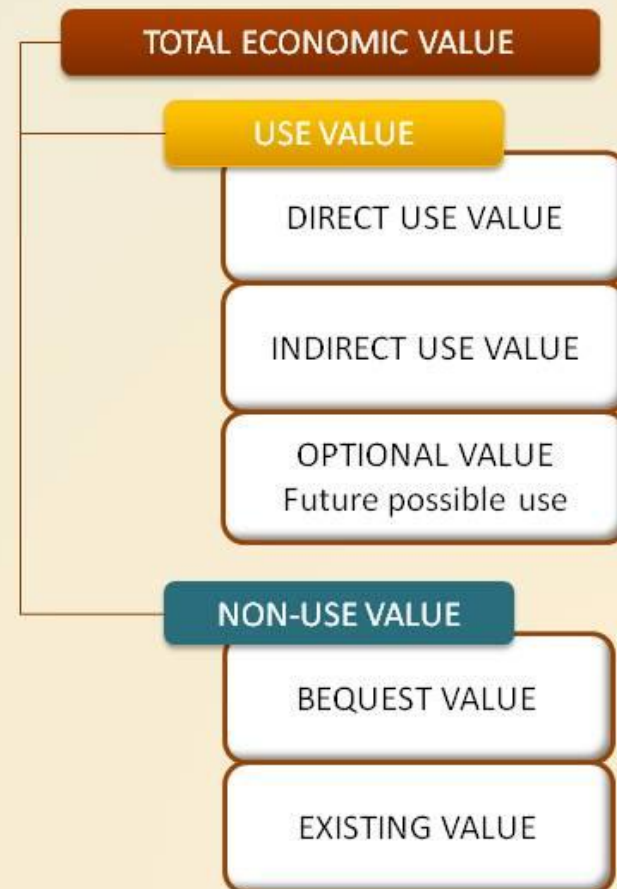 TOTAL ECONOMIC VALUE
USE VALUE
DIRECT USE VALUE
INDIRECT USE VALUE
OPTIONAL VALUE
Future possible use
NON-USE VALUE
BEQUEST VALUE
EXISTING VALUE